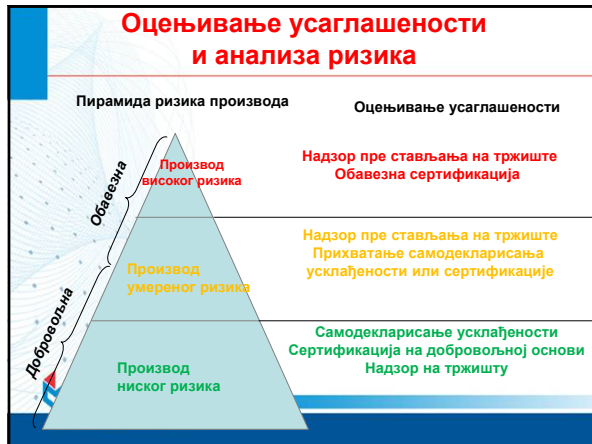 Оцењивање усаглашености
и анализа ризика
Пирамида ризика производа
Оцењивање усаглашености
Обавезна
Производ
високог ризика
Надзор пре стављања на тржиште
Обавезна сертификација
Производ
умереног ризика
Надзор пре стављања на тржиште
Прихватање самодекларисања
усклађености или сертификације
Добровољна
Производ
ниског ризика
Самодекларисање усклађености
Сертификација на добровољној основи
Надзор на тржишту